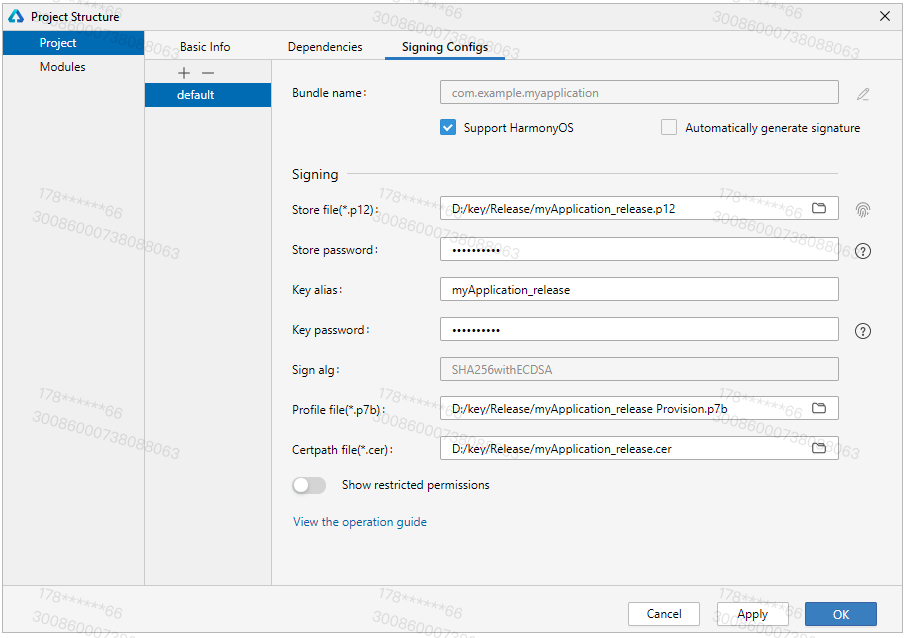 Project Structure
Project
Modules
Basic Info
Dependencies
Signing Configs
default
Bundle name:
com.example.myapplication
Support HarmonyOS
Automatically generate signature
Signing
Store file(*.p12):
D:/key/Release/myApplication_release.p12
Store password:
••••••••••
Key alias:
myApplication_release
Key password:
••••••••••
Sign alg:
SHA256withECDSA
Profile file(*.p7b):
D:/key/Release/myApplication_release Provision.p7b
Certpath file(*.cer):
D:/key/Release/myApplication_release.cer
Show restricted permissions
View the operation guide
Cancel
Apply
OK
178******66
30086000738088063